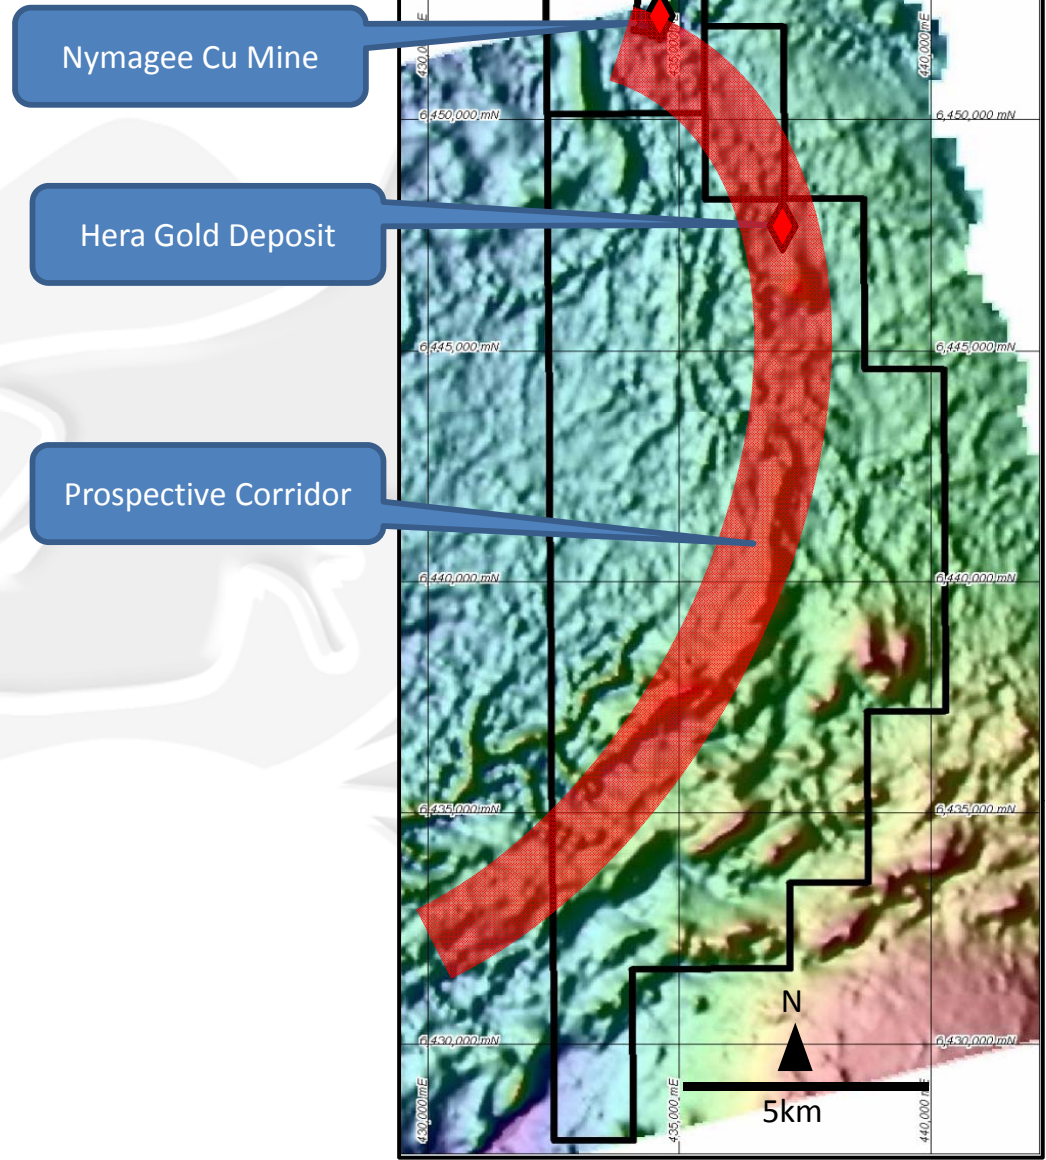 Nymagee Cu Mine
430,0
435,000 mE
440,000 mE
6,450,000 mN
6,450,000 mN
Hera Gold Deposit
6,445,000 mN
6,445,000 mN
Prospective Corridor
6,440,000 mN
6,440,000 mN
6,435,000 mN
6,435,000 mN
N
6,430,000 mN
6,430,000 mN
430,000 mE
435,000 mE
440,000 mE
5km